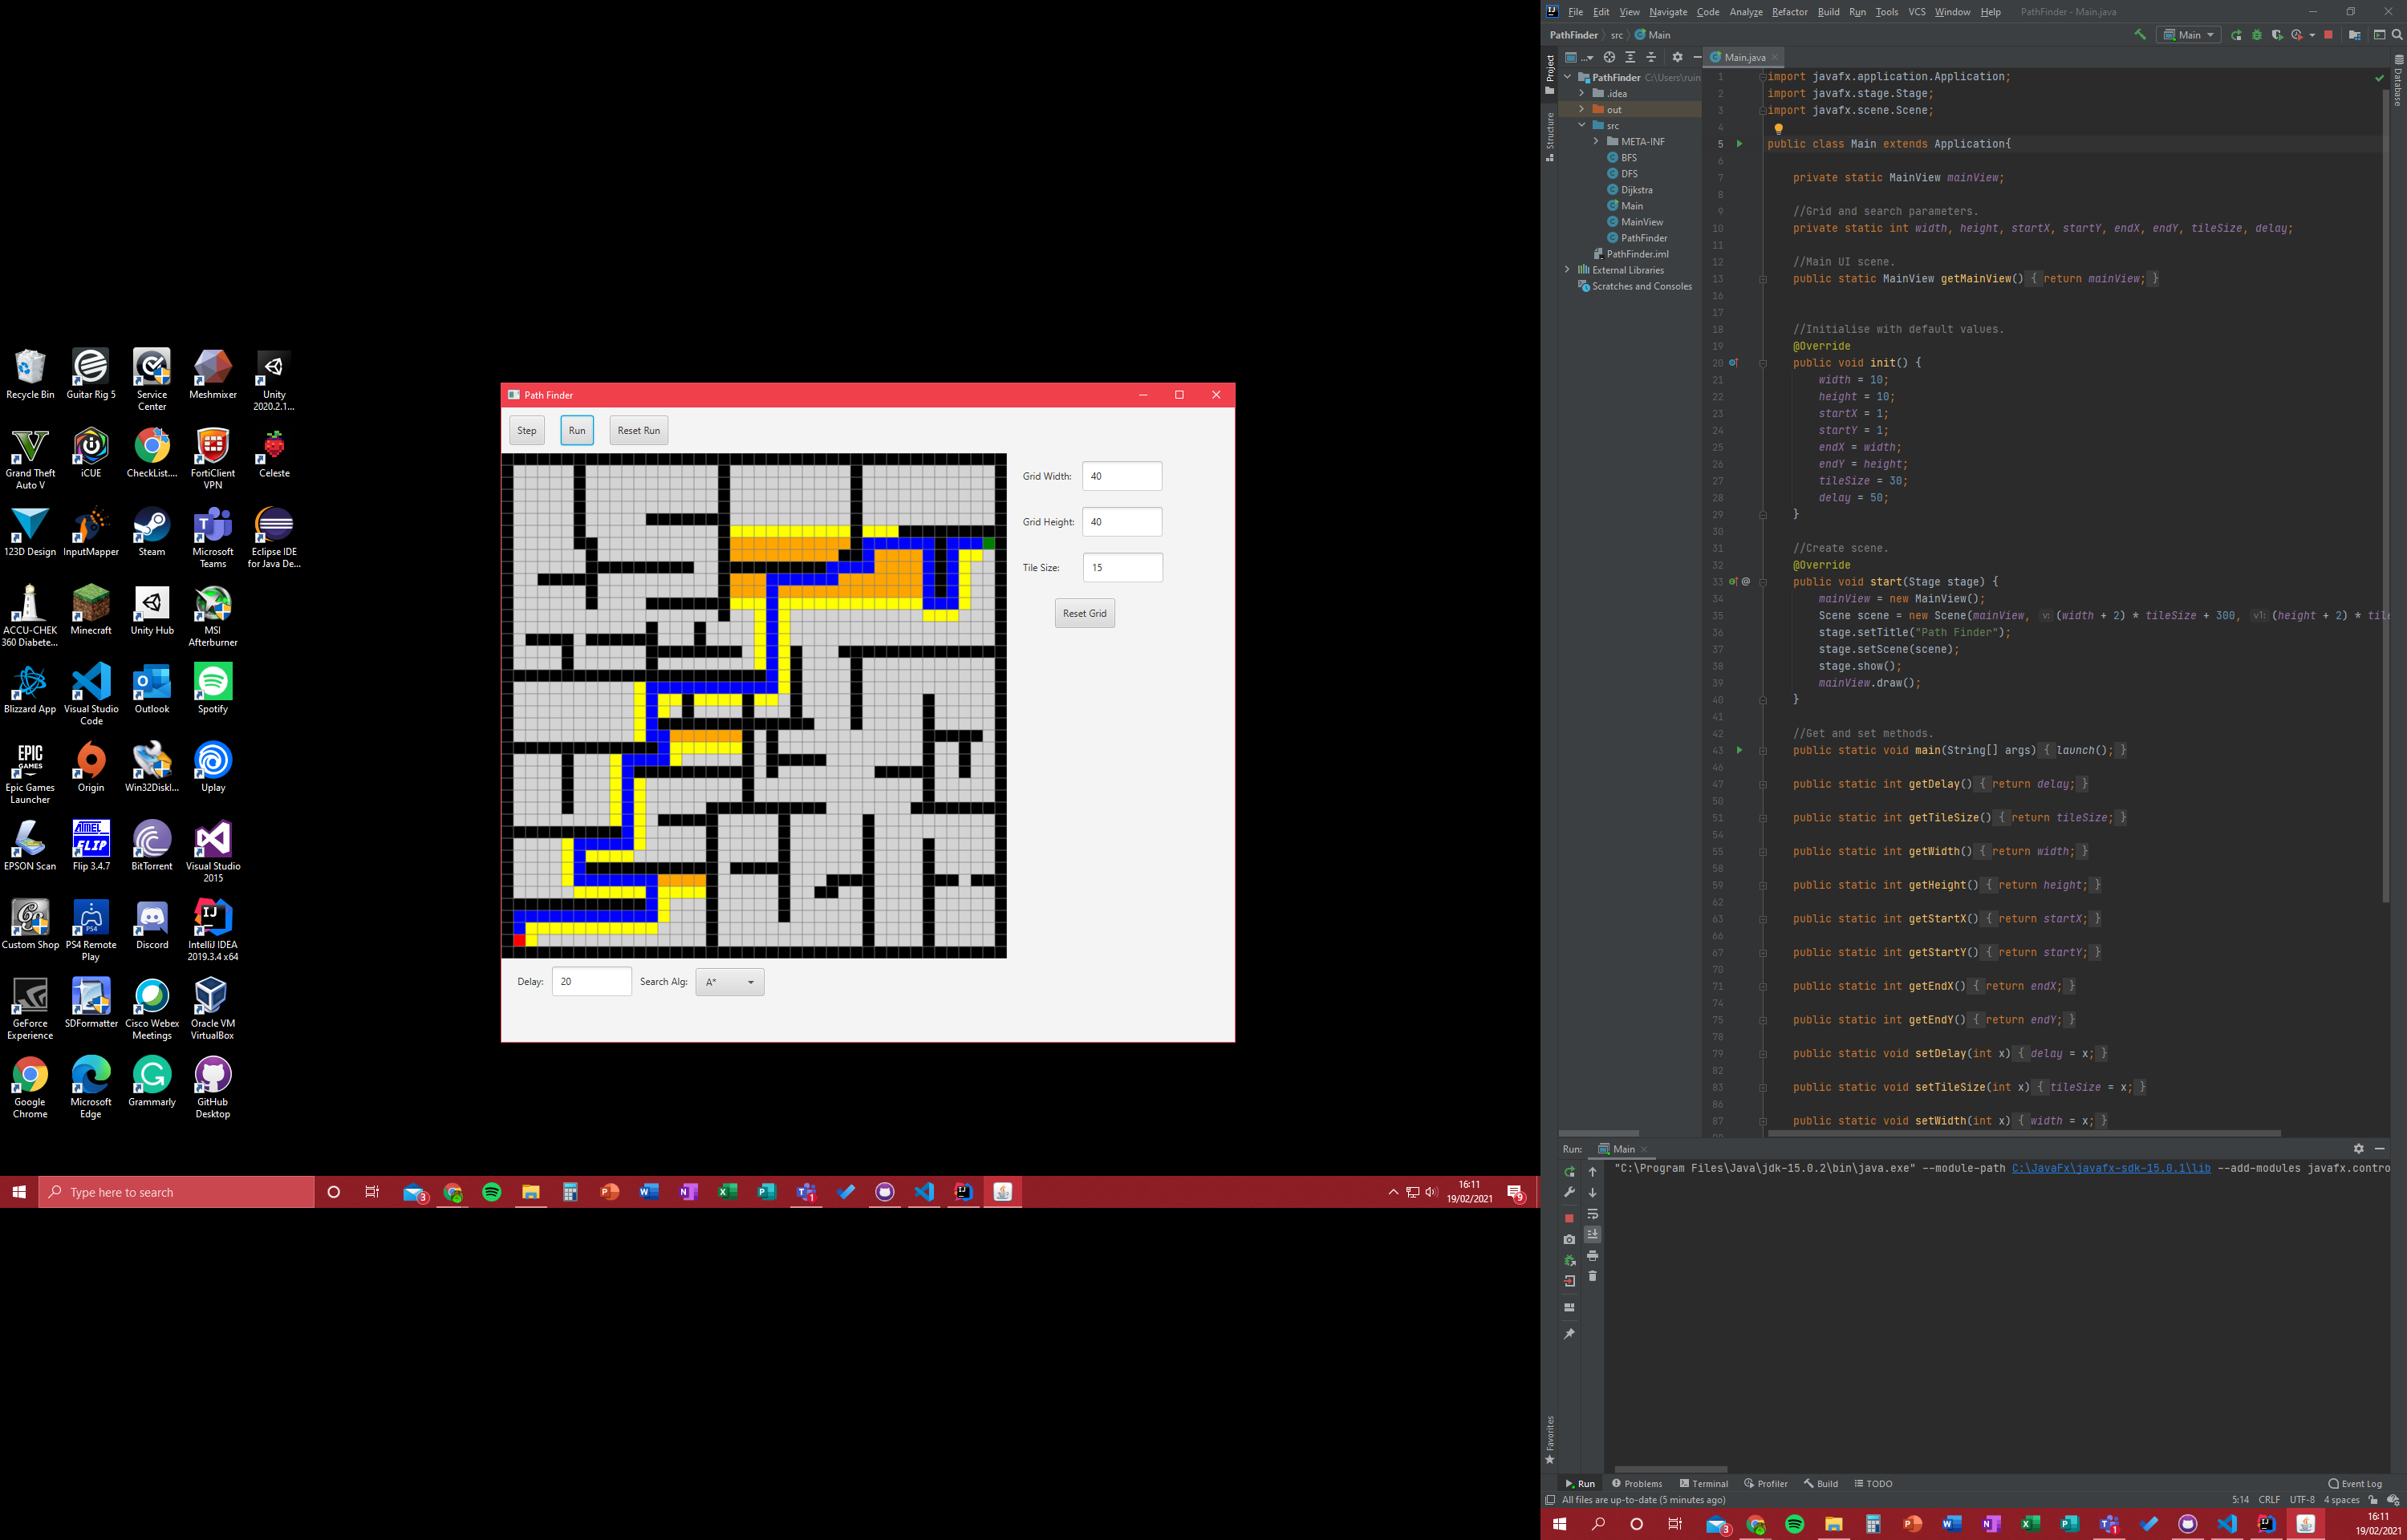 Recycle Bin
Guitar Rig 5
Service Center
Meshmixer
Unity 2020.2.1...
Grand Theft Auto V
iCUE
CheckList....
FortiClient VPN
Celeste
123D Design
InputMapper
Steam
Microsoft Teams
Eclipse IDE for Java De...
ACCU-CHEK 360 Diabete...
Minecraft
Unity Hub
MSI Afterburner
Blizzard App
Visual Studio Code
Outlook
Spotify
EPIC GAMES
Epic Games Launcher
Origin
Win32DiskI...
Uplay
EPSON Scan
ATMEL FLIP
Flip 3.4.7
BitTorrent
Visual Studio 2015
Custom Shop
PS4 Remote Play
Discord
IntelliJ IDEA 2019.3.4 x64
GeForce Experience
SDFormatter
Cisco Webex Meetings
Oracle VM VirtualBox
Google Chrome
Microsoft Edge
Grammarly
GitHub Desktop
Path Finder
Step Run Reset Run
Grid Width: 40
Grid Height: 40
Tile Size: 15
Reset Grid
Delay: 20 Search Alg: A*
Type here to search
16:11
19/02/2021
File Edit View Navigate Code Analyze Refactor Build Run Tools VCS Window Help PathFinder - Main.java
PathFinder src Main
Main
Project
Structure
Favorites
Database
Main.java
PathFinder C:\Users\ruin
.idea
out
src
META-INF
BFS
DFS
Dijkstra
Main
MainView
PathFinder
PathFinder.iml
External Libraries
Scratches and Consoles
1 import javafx.application.Application;
2 import javafx.stage.Stage;
3 import javafx.scene.Scene;
4
5 public class Main extends Application{
6
7 private static MainView mainView;
8
9 //Grid and search parameters.
10 private static int width, height, startX, startY, endX, endY, tileSize, delay;
11
12 //Main UI scene.
13 public static MainView getMainView() { return mainView; }
16
17
18 //Initialise with default values.
19 @Override
20 public void init() {
21 width = 10;
22 height = 10;
23 startX = 1;
24 startY = 1;
25 endX = width;
26 endY = height;
27 tileSize = 30;
28 delay = 50;
29 }
30
31 //Create scene.
32 @Override
33 @ public void start(Stage stage) {
34 mainView = new MainView();
35 Scene scene = new Scene(mainView, v: (width + 2) * tileSize + 300, v1: (height + 2) * til
36 stage.setTitle("Path Finder");
37 stage.setScene(scene);
38 stage.show();
39 mainView.draw();
40 }
41
42 //Get and set methods.
43 public static void main(String[] args) { launch(); }
46
47 public static int getDelay() { return delay; }
50
51 public static int getTileSize() { return tileSize; }
54
55 public static int getWidth() { return width; }
58
59 public static int getHeight() { return height; }
62
63 public static int getStartX() { return startX; }
66
67 public static int getStartY() { return startY; }
70
71 public static int getEndX() { return endX; }
74
75 public static int getEndY() { return endY; }
78
79 public static void setDelay(int x) { delay = x; }
82
83 public static void setTileSize(int x) { tileSize = x; }
86
87 public static void setWidth(int x) { width = x; }
Run: Main
"C:\Program Files\Java\jdk-15.0.2\bin\java.exe" --module-path C:\JavaFx\javafx-sdk-15.0.1\lib --add-modules javafx.contro
Run Problems Terminal Profiler Build TODO Event Log
All files are up-to-date (5 minutes ago) 5:14 CRLF UTF-8 4 spaces
16:11
19/02/202